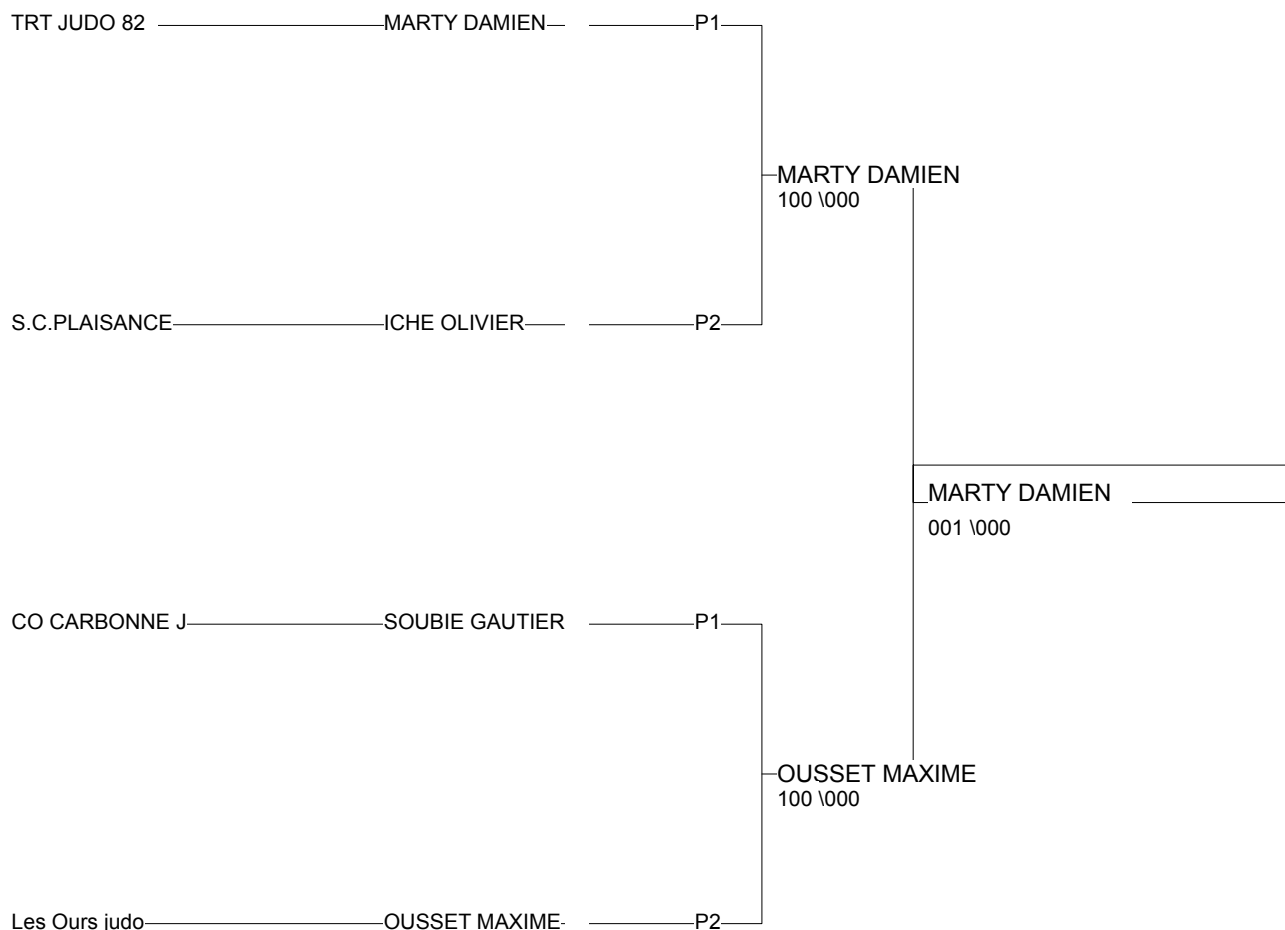 TRT JUDO 82 MARTY DAMIEN P1
MARTY DAMIEN
100 \000
S.C.PLAISANCE ICHE OLIVIER P2
MARTY DAMIEN
001 \000
CO CARBONNE J SOUBIE GAUTIER P1
OUSSET MAXIME
100 \000
Les Ours judo OUSSET MAXIME P2